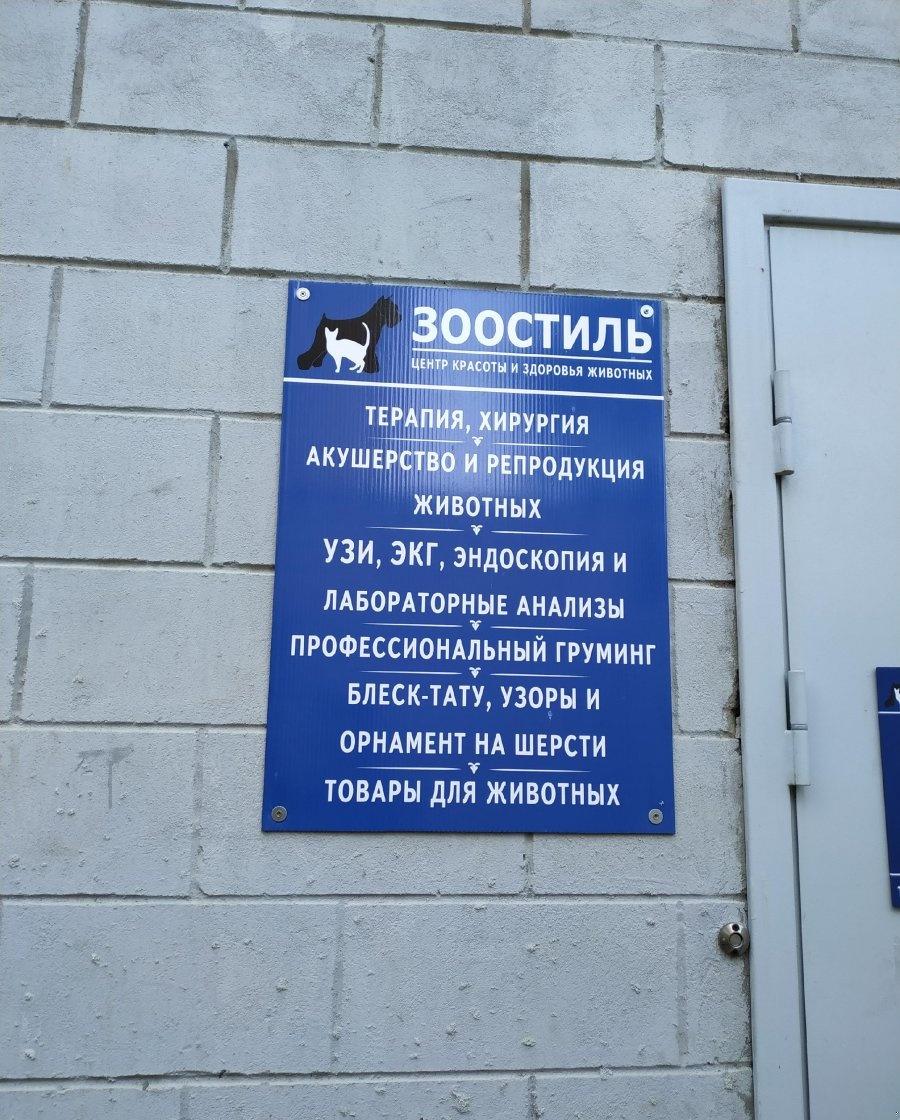 ЗООСТИЛЬ
ЦЕНТР КРАСОТЫ И ЗДОРОВЬЯ ЖИВОТНЫХ
ТЕРАПИЯ, ХИРУРГИЯ
АКУШЕРСТВО И РЕПРОДУКЦИЯ
ЖИВОТНЫХ
УЗИ, ЭКГ, ЭНДОСКОПИЯ И
ЛАБОРАТОРНЫЕ АНАЛИЗЫ
ПРОФЕССИОНАЛЬНЫЙ ГРУМИНГ
БЛЕСК-ТАТУ, УЗОРЫ И
ОРНАМЕНТ НА ШЕРСТИ
ТОВАРЫ ДЛЯ ЖИВОТНЫХ